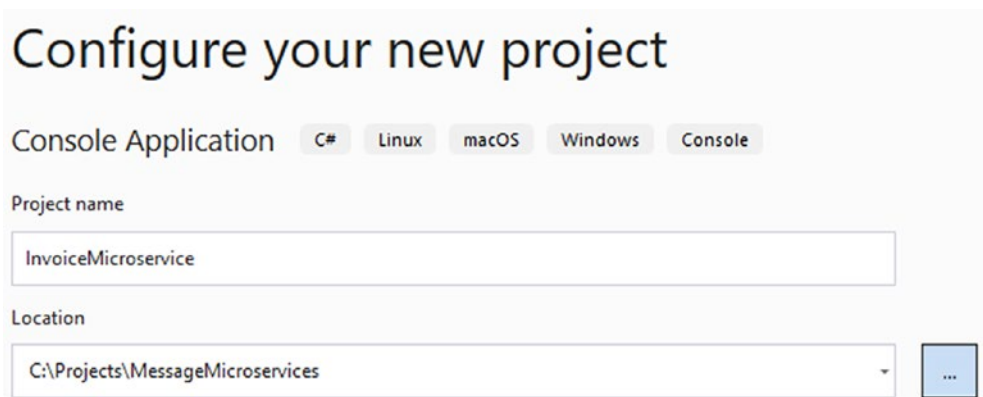 Configure your new project
Console Application C# Linux macOS Windows Console
Project name
InvoiceMicroservice
Location
C:\Projects\MessageMicroservices ...